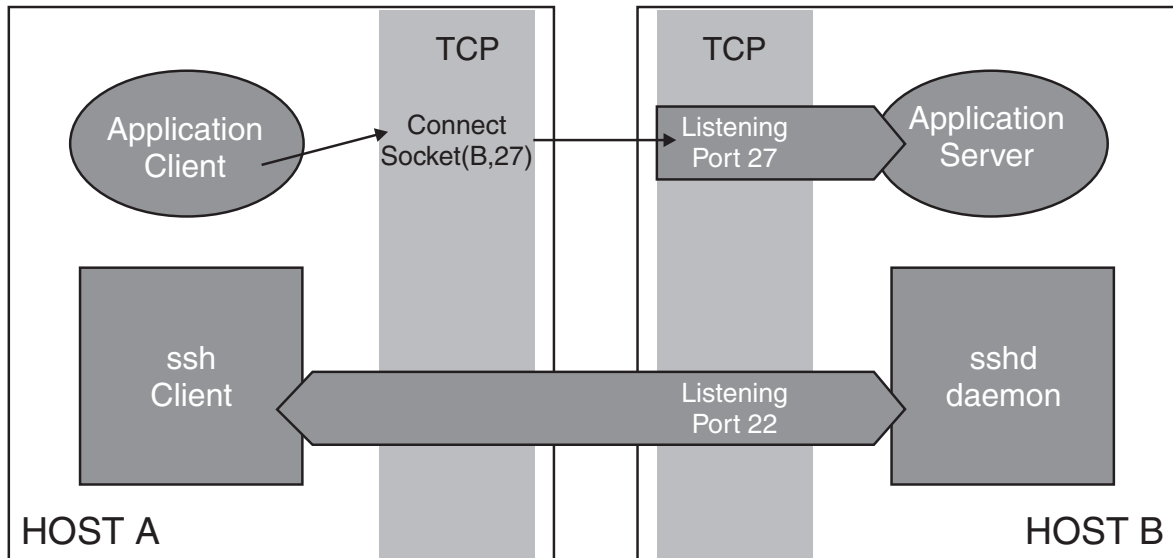 TCP
TCP
Application
Client
Connect
Socket(B,27)
Listening
Port 27
Application
Server
ssh
Client
Listening
Port 22
sshd
daemon
HOST A
HOST B